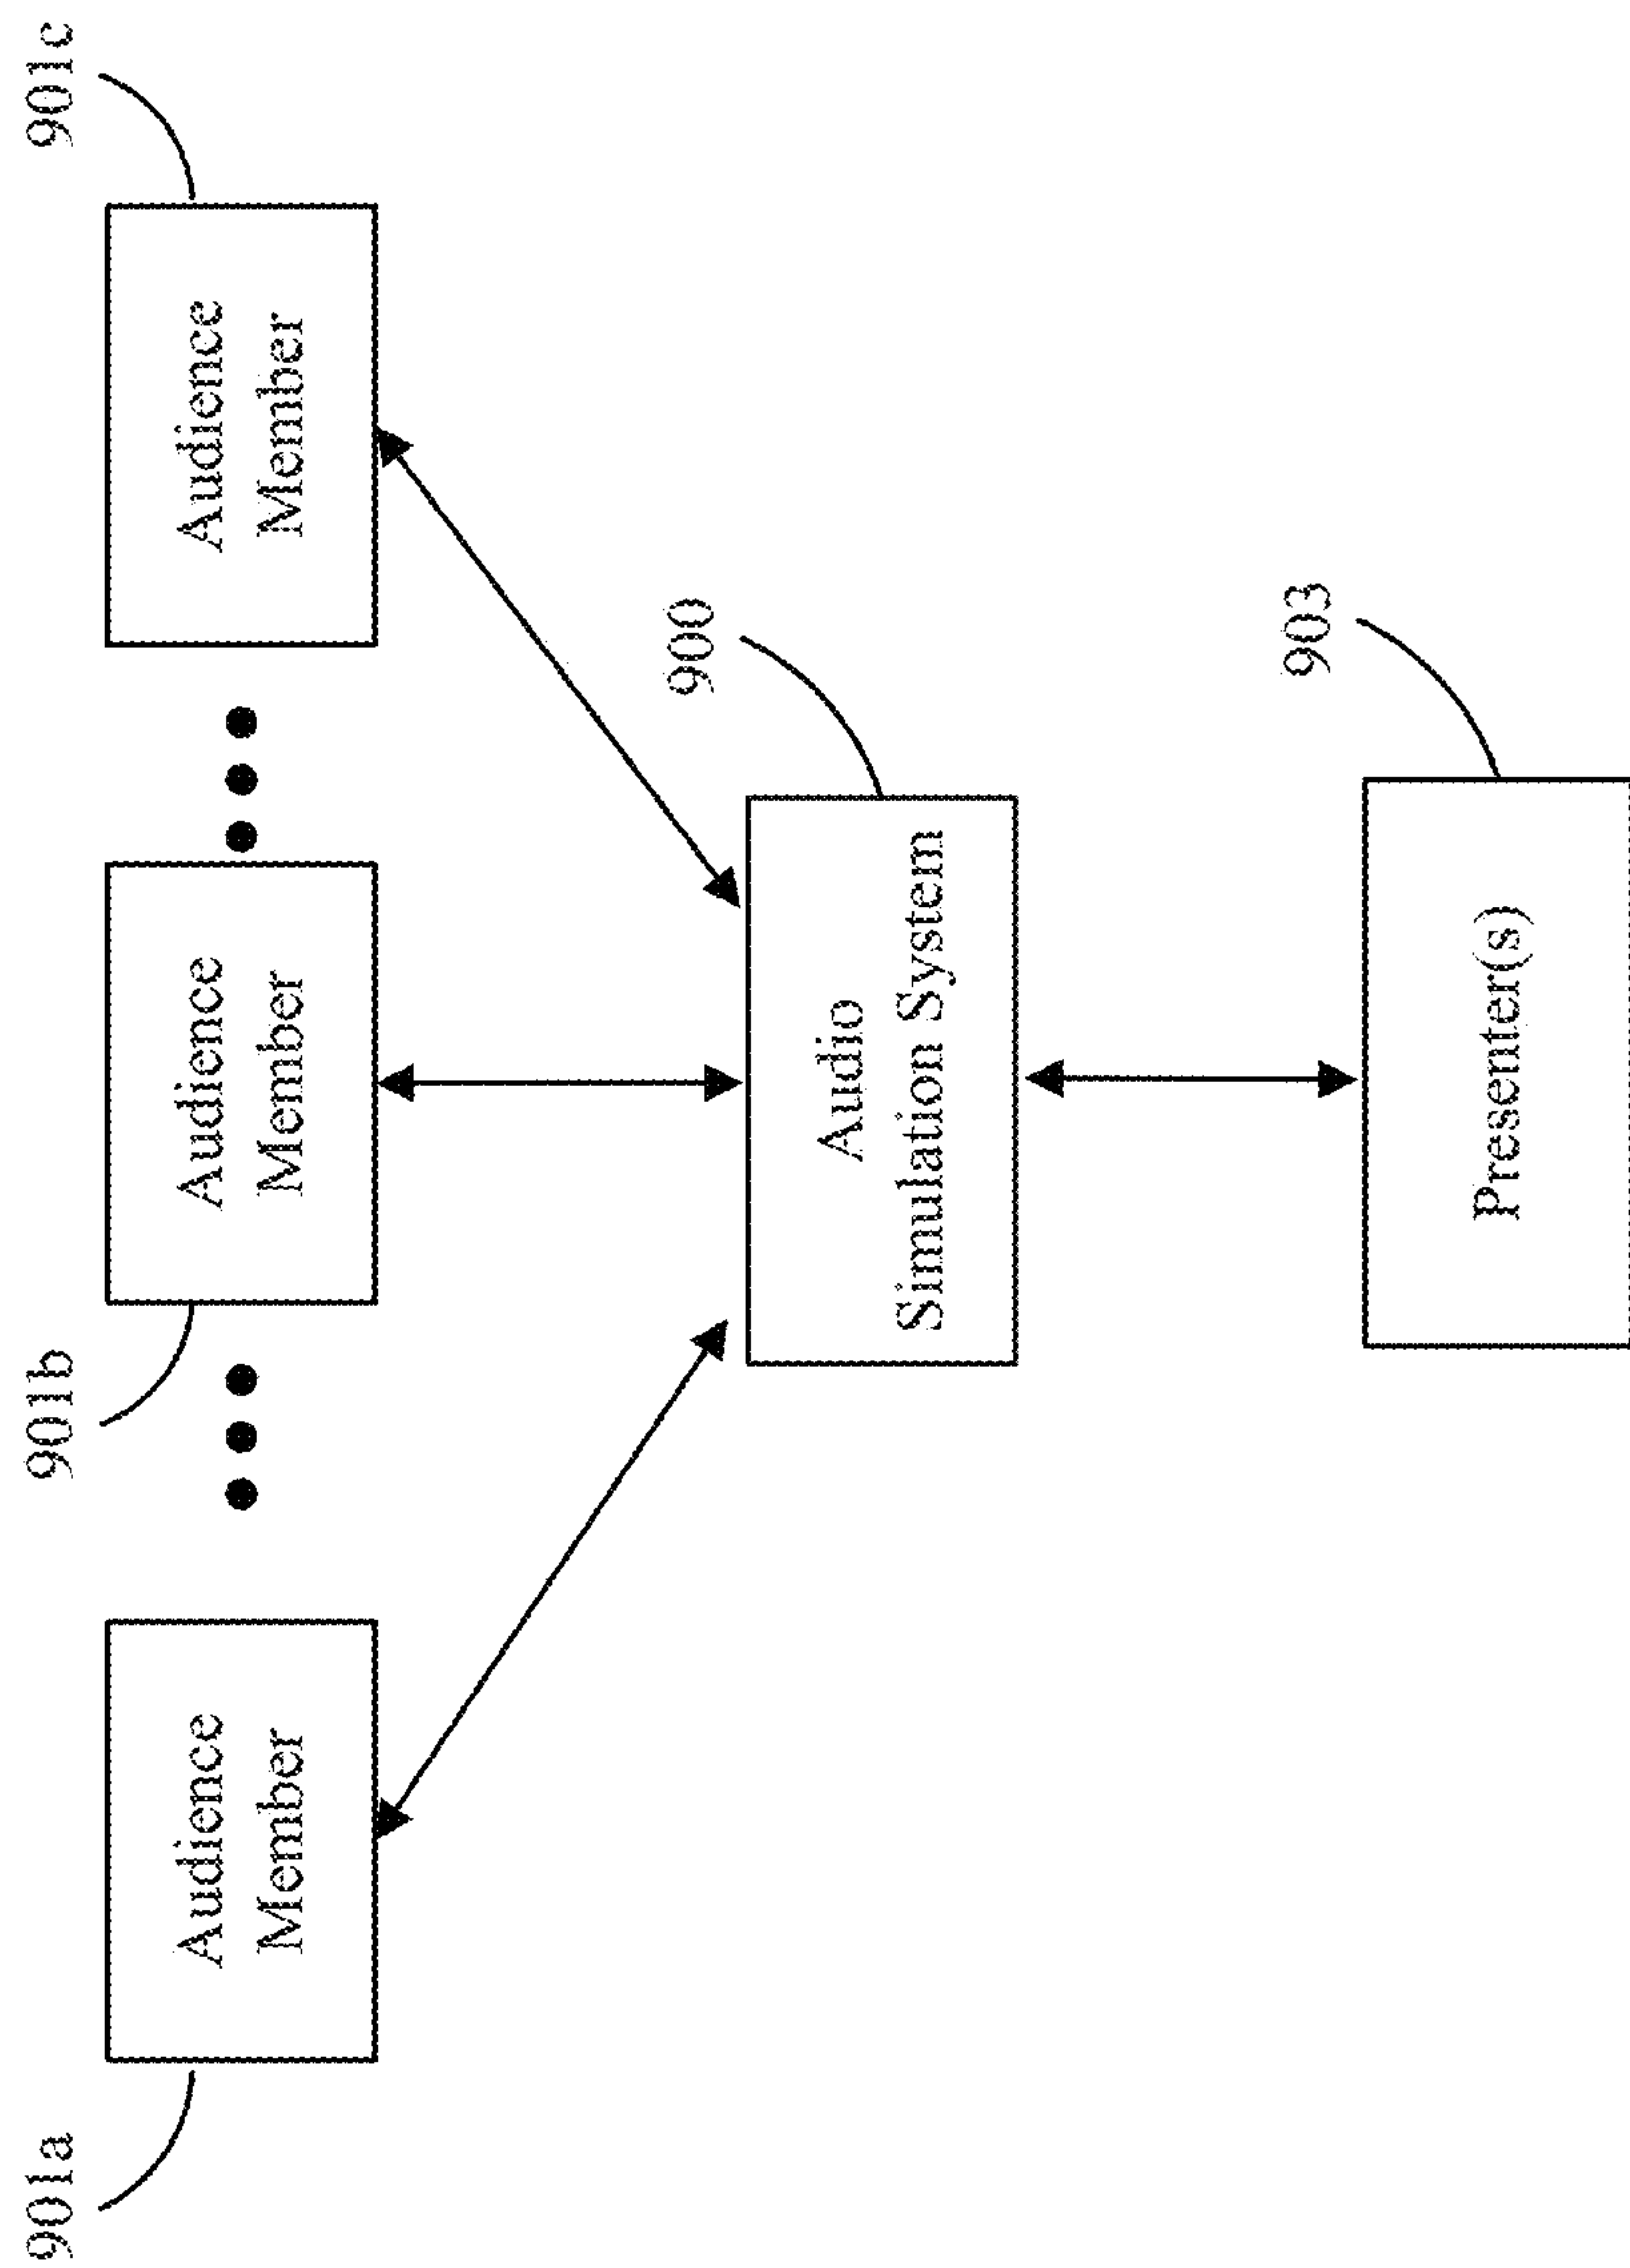 901a
901b
901c
Audience
Member
Audience
Member
Audience
Member
900
Audio
Simulation System
903
Presenter(s)